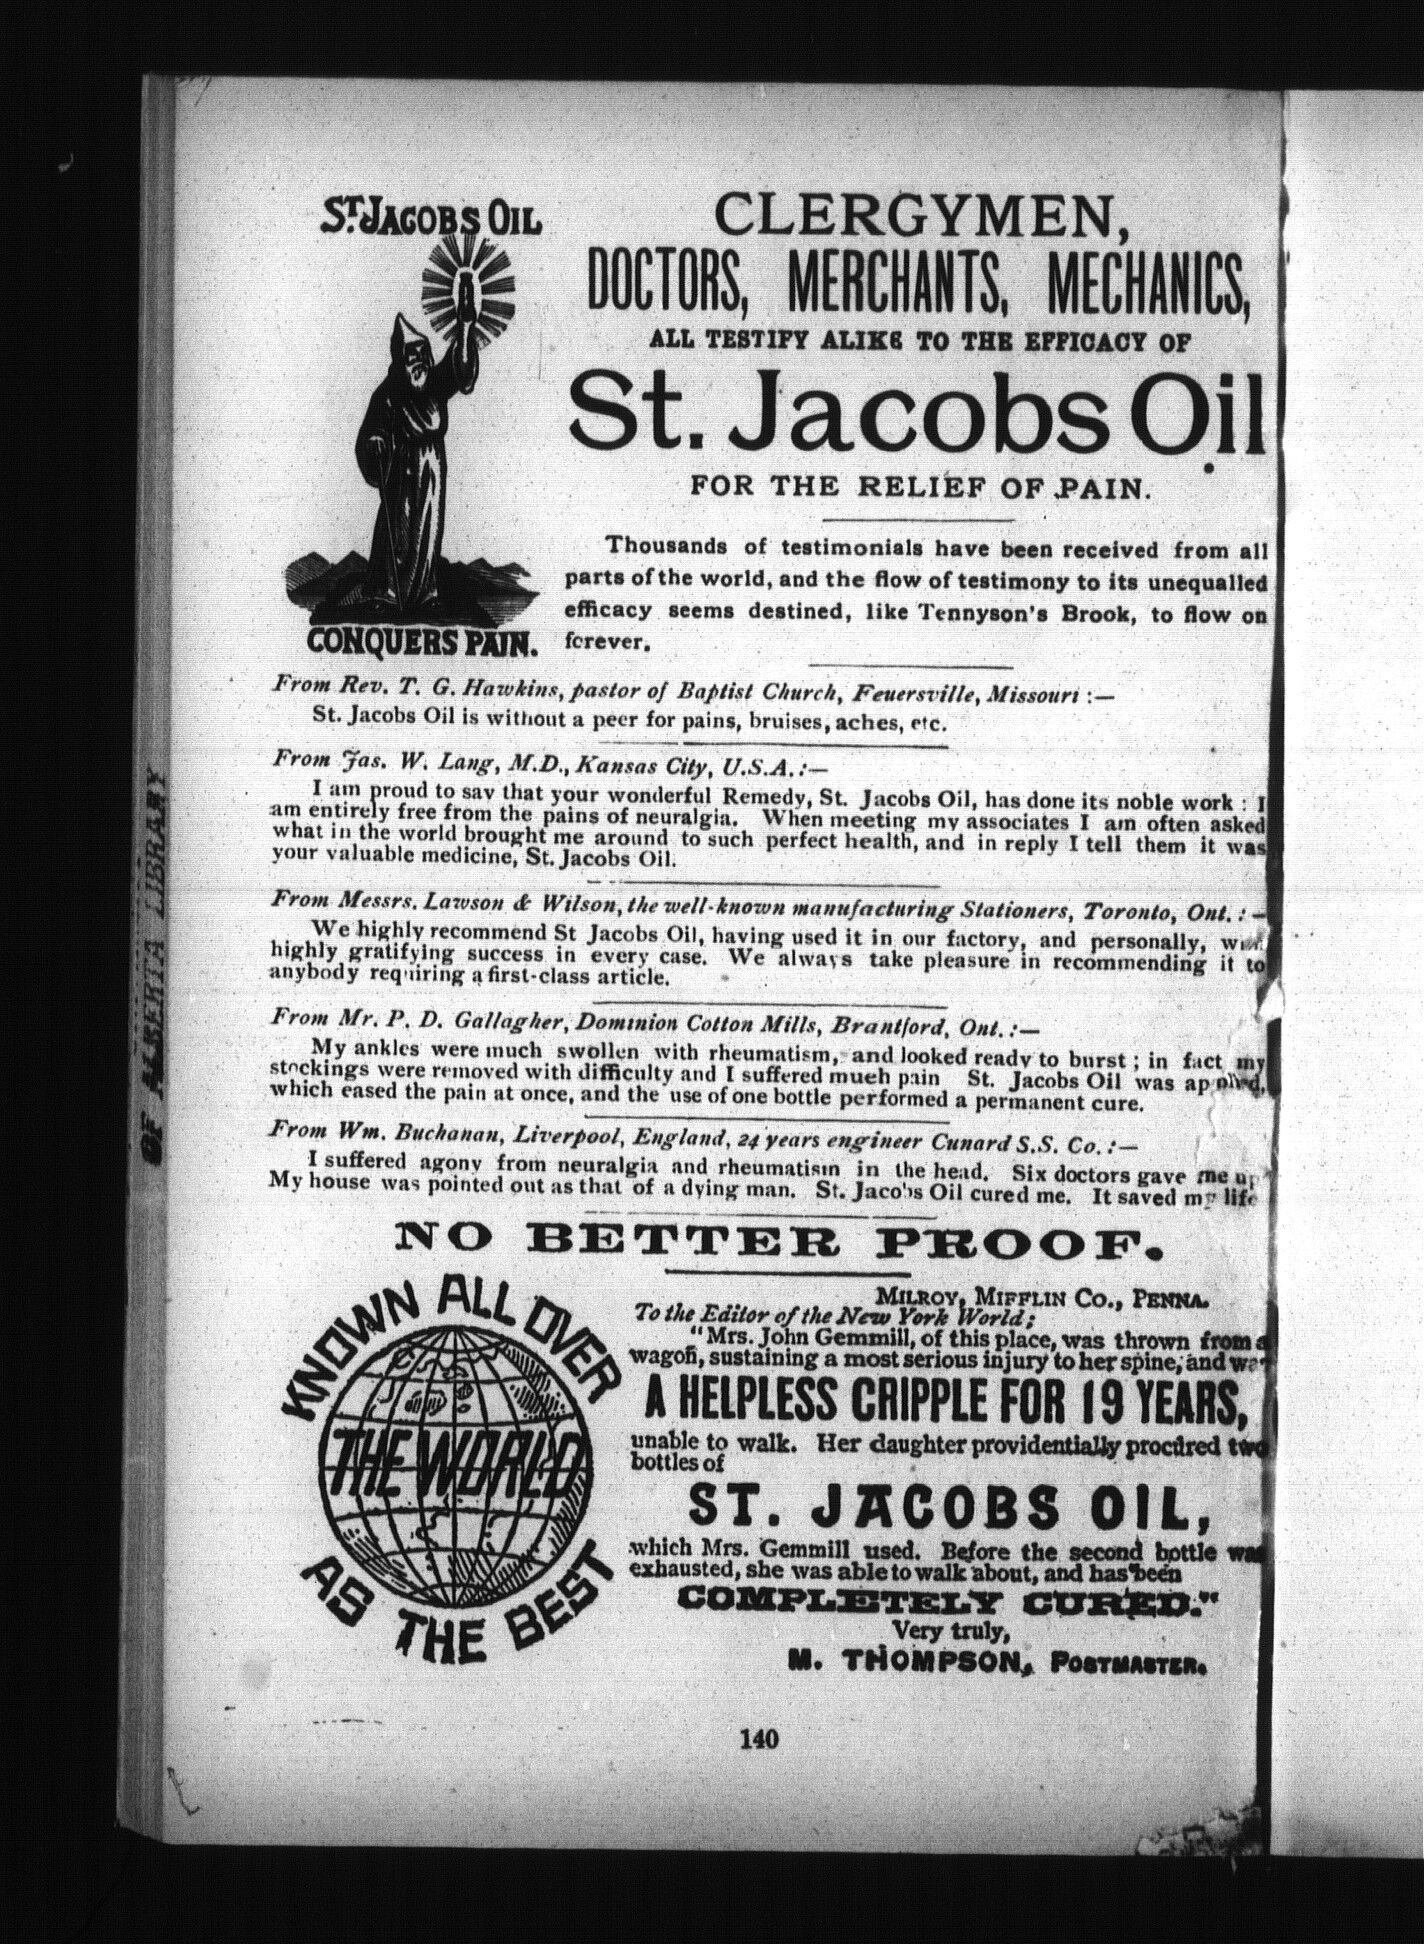 ST. JACOBS OIL
CONQUERS PAIN.
CLERGYMEN,
DOCTORS, MERCHANTS, MECHANICS,
ALL TESTIFY ALIKE TO THE EFFICACY OF
St. Jacobs Oil
FOR THE RELIEF OF PAIN.
Thousands of testimonials have been received from all
parts of the world, and the flow of testimony to its unequalled
efficacy seems destined, like Tennyson's Brook, to flow on
forever.
From Rev. T. G. Hawkins, pastor of Baptist Church, Feuersville, Missouri :—
St. Jacobs Oil is without a peer for pains, bruises, aches, etc.
From Jas. W. Lang, M.D., Kansas City, U.S.A. :—
I am proud to say that your wonderful Remedy, St. Jacobs Oil, has done its noble work : I
am entirely free from the pains of neuralgia. When meeting my associates I am often asked
what in the world brought me around to such perfect health, and in reply I tell them it was
your valuable medicine, St. Jacobs Oil.
From Messrs. Lawson & Wilson, the well-known manufacturing Stationers, Toronto, Ont. :—
We highly recommend St Jacobs Oil, having used it in our factory, and personally, with
highly gratifying success in every case. We always take pleasure in recommending it to
anybody requiring a first-class article.
From Mr. P. D. Gallagher, Dominion Cotton Mills, Brantford, Ont. :—
My ankles were much swollen with rheumatism, and looked ready to burst ; in fact my
stockings were removed with difficulty and I suffered mueh pain St. Jacobs Oil was applied,
which eased the pain at once, and the use of one bottle performed a permanent cure.
From Wm. Buchanan, Liverpool, England, 24 years engineer Cunard S.S. Co. :—
I suffered agony from neuralgia and rheumatism in the head. Six doctors gave me up
My house was pointed out as that of a dying man. St. Jacobs Oil cured me. It saved my life
NO BETTER PROOF.
KNOWN ALL OVER
THE WORLD
AS THE BEST
MILROY, MIFFLIN CO., PENNA.
To the Editor of the New York World;
"Mrs. John Gemmill, of this place, was thrown from a
wagon, sustaining a most serious injury to her spine, and was
A HELPLESS CRIPPLE FOR 19 YEARS,
unable to walk. Her daughter providentially procured two
bottles of
ST. JACOBS OIL,
which Mrs. Gemmill used. Before the second bottle was
exhausted, she was able to walk about, and has been
COMPLETELY CURED."
Very truly,
M. THOMPSON, POSTMASTER.
140
OF ALBERTA LIBRARY